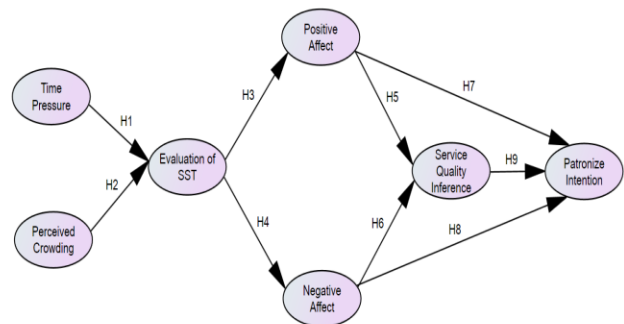 Positive
Affect
Time
Pressure
H1
H3
H5
H7
Evaluation of
SST
Service
Quality
Inference
H9
Patronize
Intention
H2
Perceived
Crowding
H4
H6
H8
Negative
Affect